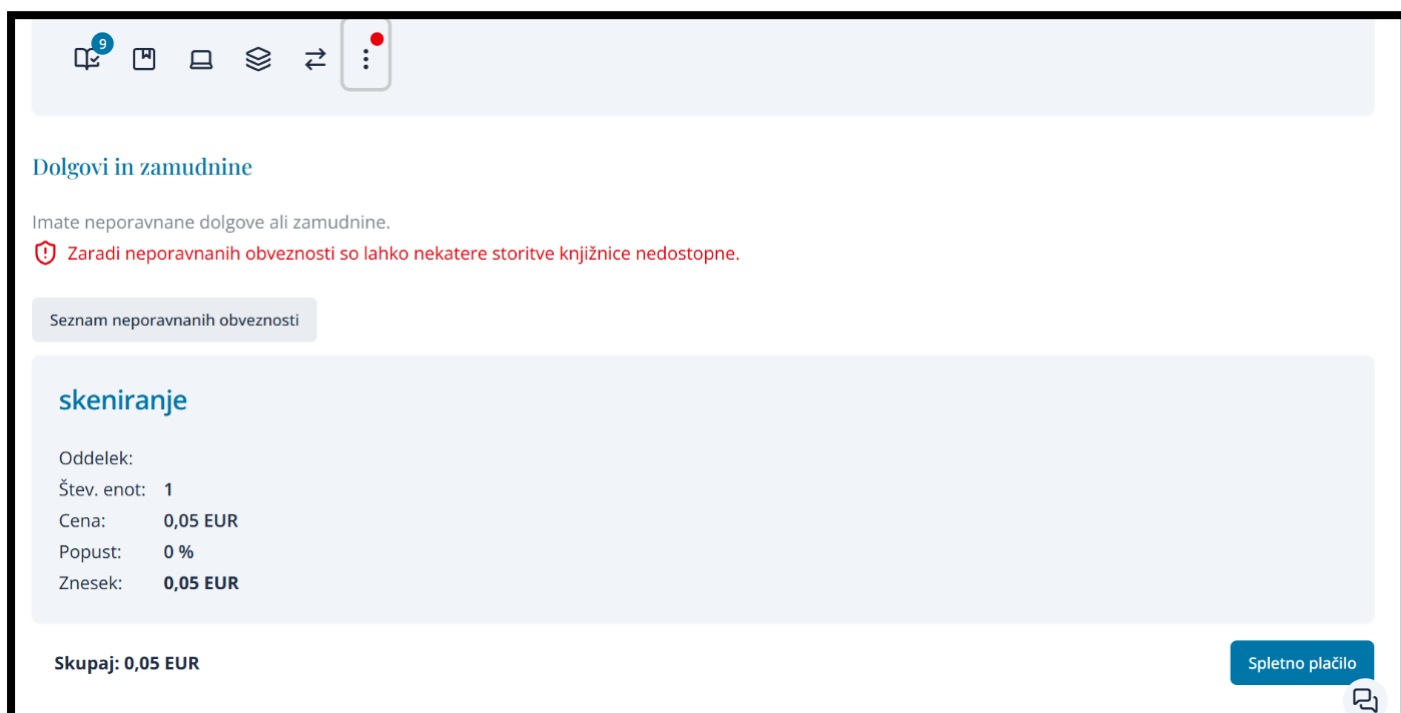 9
Dolgovi in zamudnine
Imate neporavnane dolgove ali zamudnine.
Zaradi neporavnanih obveznosti so lahko nekatere storitve knjižnice nedostopne.
Seznam neporavnanih obveznosti
skeniranje
Oddelek:
Štev. enot: 1
Cena: 0,05 EUR
Popust: 0 %
Znesek: 0,05 EUR
Skupaj: 0,05 EUR
Spletno plačilo